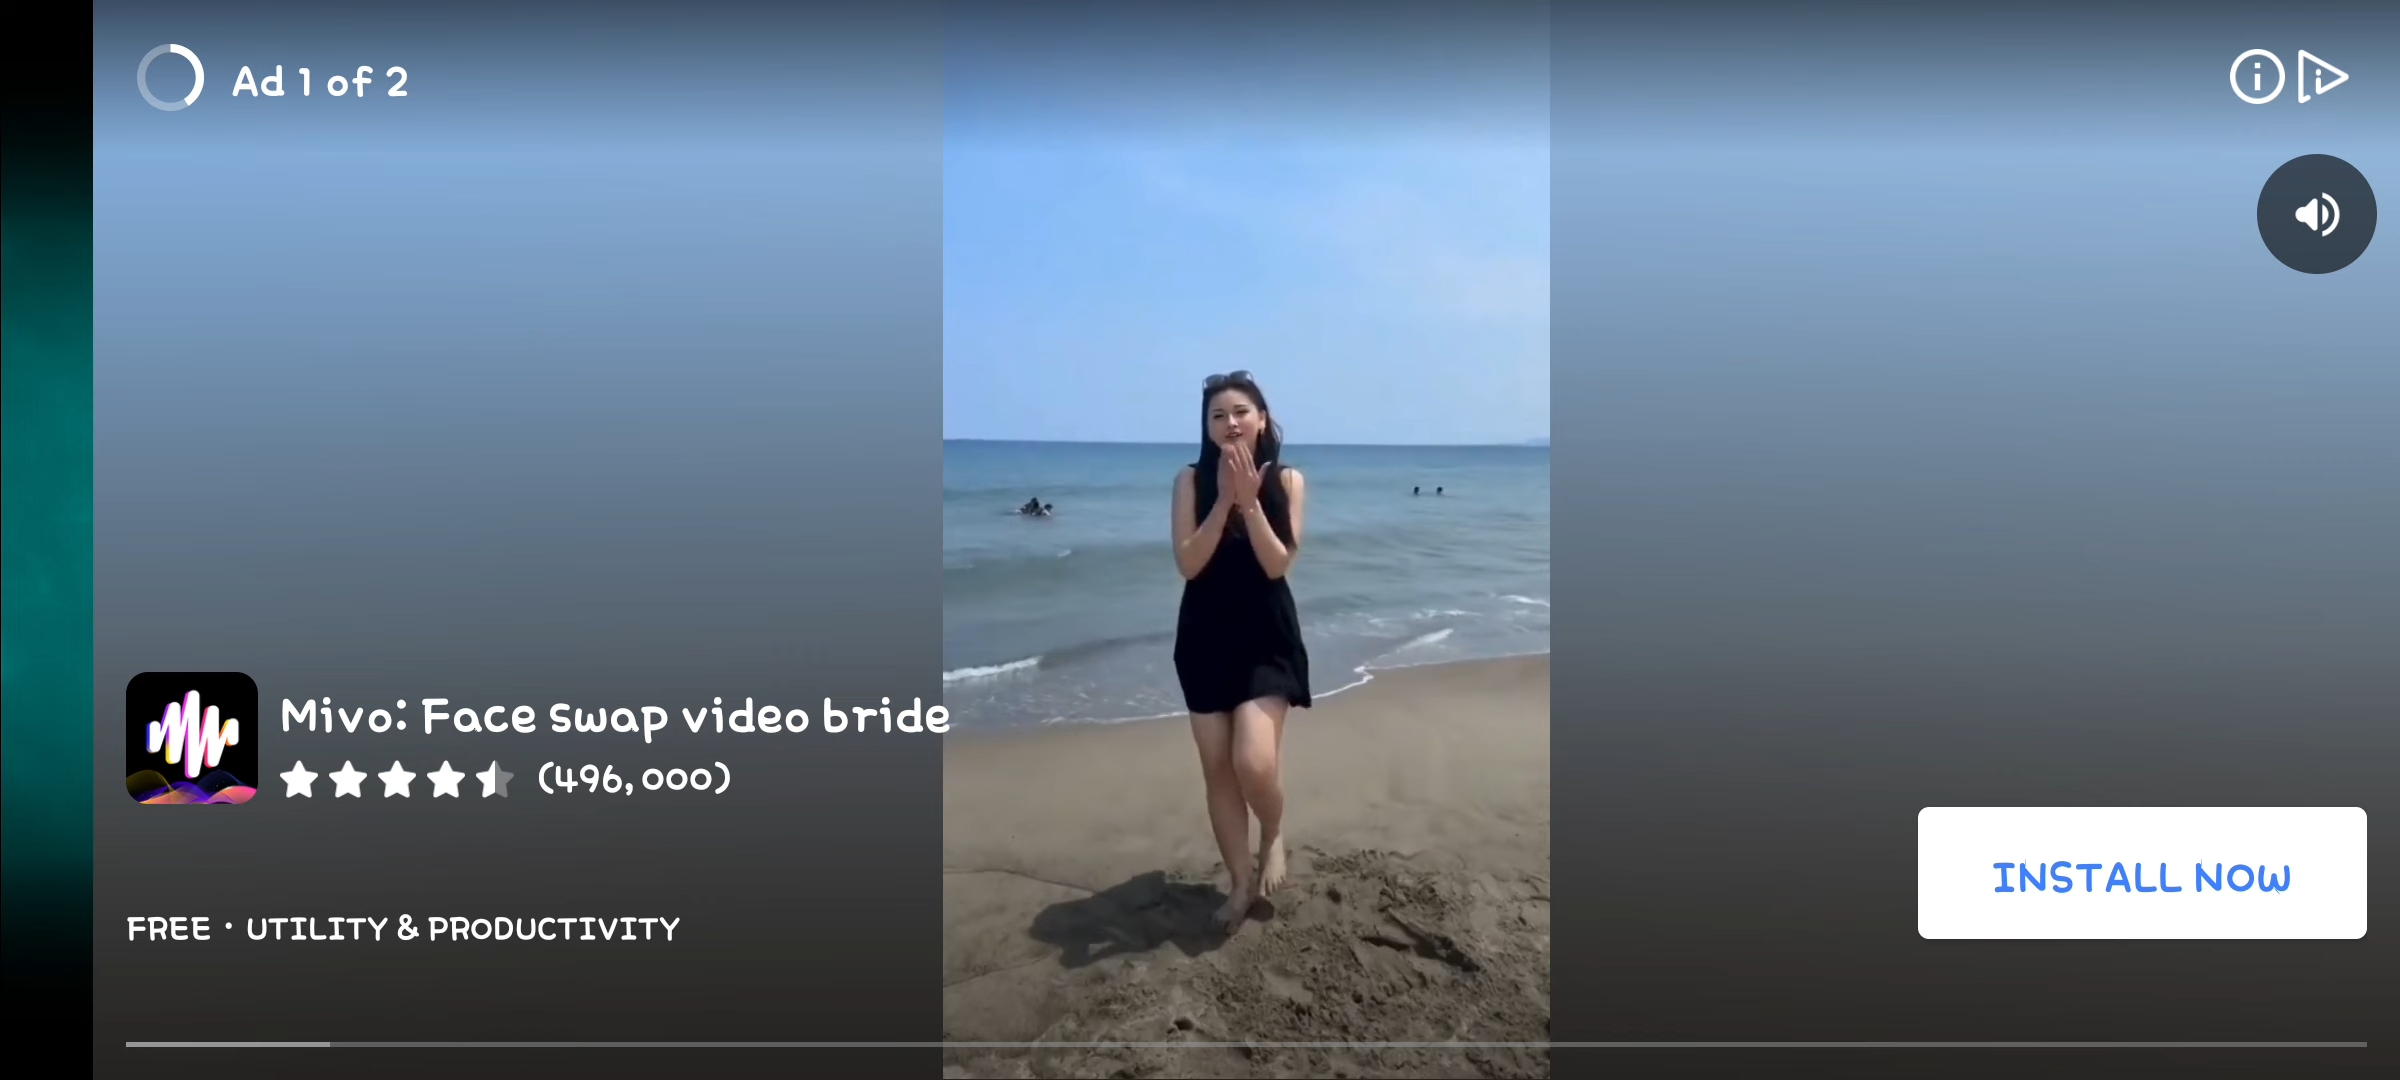 Ad 1 of 2
Mivo: Face swap video bride
(496,000)
FREE • UTILITY & PRODUCTIVITY
INSTALL NOW